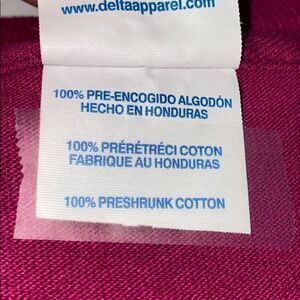 www.deltaapparel.com
100% PRE-ENCOGIDO ALGODÓN
HECHO EN HONDURAS
100% PRÉRÉTRÉCI COTON
FABRIQUE AU HONDURAS
100% PRESHRUNK COTTON